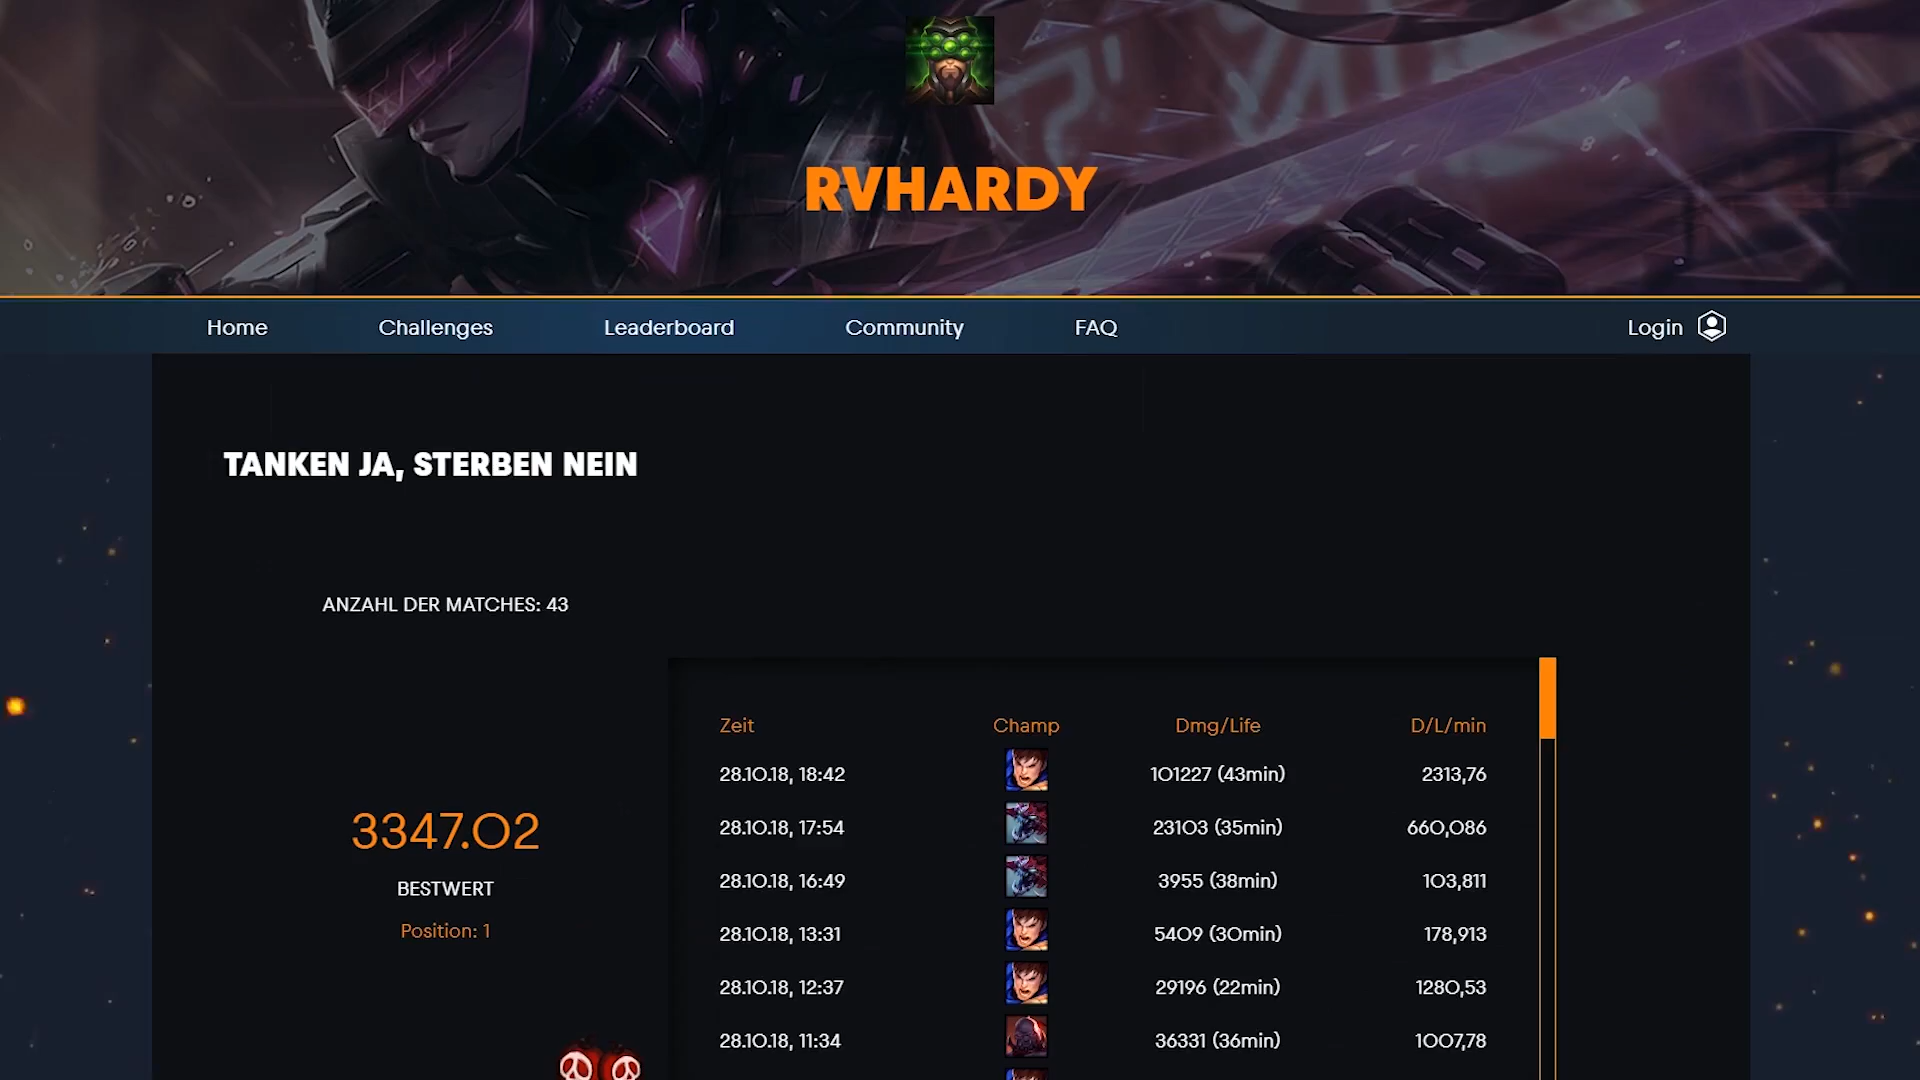 RVHARDY
Home Challenges Leaderboard Community FAQ Login
TANKEN JA, STERBEN NEIN
ANZAHL DER MATCHES: 43
3347.02
BESTWERT
Position: 1
Zeit Champ Dmg/Life D/L/min
28.10.18, 18:42 101227 (43min) 2313,76
28.10.18, 17:54 23103 (35min) 660,086
28.10.18, 16:49 3955 (38min) 103,811
28.10.18, 13:31 5409 (30min) 178,913
28.10.18, 12:37 29196 (22min) 1280,53
28.10.18, 11:34 36331 (36min) 1007,78